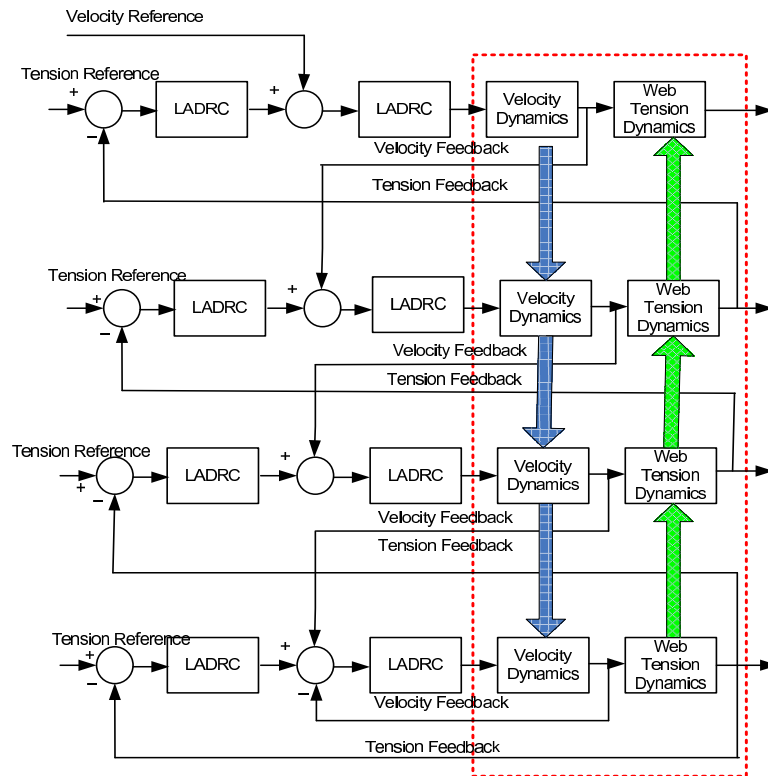 Velocity Reference
Tension Reference
+
−
LADRC
+
LADRC
Velocity
Dynamics
Web
Tension
Dynamics
Velocity Feedback
Tension Feedback
Tension Reference
+
−
LADRC
+
LADRC
Velocity
Dynamics
Web
Tension
Dynamics
Velocity Feedback
Tension Feedback
Tension Reference
+
−
LADRC
+
LADRC
Velocity
Dynamics
Web
Tension
Dynamics
Velocity Feedback
Tension Feedback
Tension Reference
+
−
LADRC
+
−
LADRC
Velocity
Dynamics
Web
Tension
Dynamics
Velocity Feedback
Tension Feedback